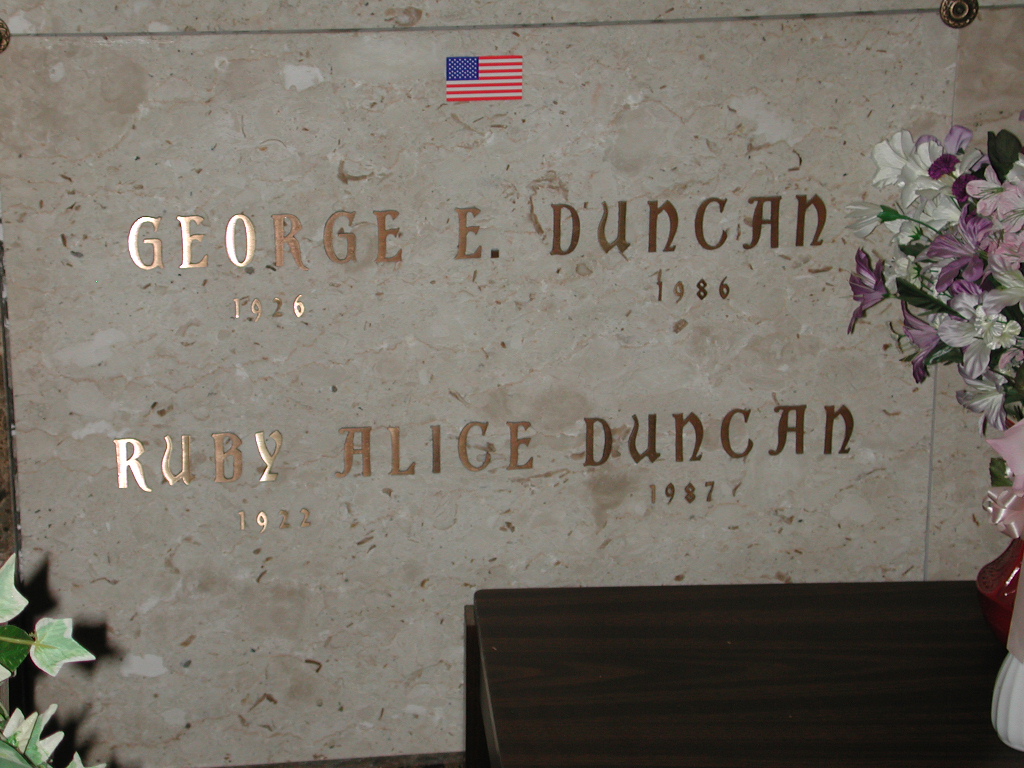 GEORGE E. DUNCAN
1926 1986
RUBY ALICE DUNCAN
1922 1987